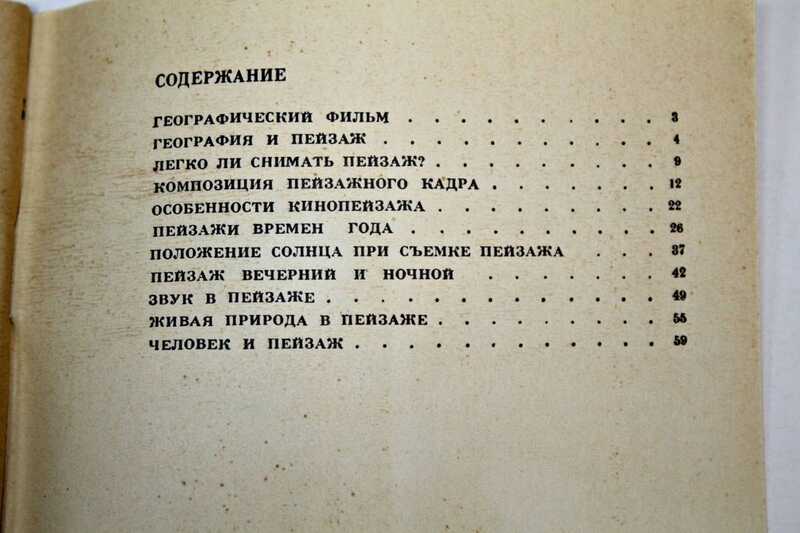 СОДЕРЖАНИЕ
ГЕОГРАФИЧЕСКИЙ ФИЛЬМ . . . . . . . . . . 3
ГЕОГРАФИЯ И ПЕЙЗАЖ . . . . . . . . . . . 4
ЛЕГКО ЛИ СНИМАТЬ ПЕЙЗАЖ? . . . . . . . . . 9
КОМПОЗИЦИЯ ПЕЙЗАЖНОГО КАДРА . . . . . . . 12
ОСОБЕННОСТИ КИНОПЕЙЗАЖА . . . . . . . . . 22
ПЕЙЗАЖИ ВРЕМЕН ГОДА . . . . . . . . . . 26
ПОЛОЖЕНИЕ СОЛНЦА ПРИ СЪЕМКЕ ПЕЙЗАЖА . . . 37
ПЕЙЗАЖ ВЕЧЕРНИЙ И НОЧНОЙ . . . . . . . 42
ЗВУК В ПЕЙЗАЖЕ . . . . . . . . . . . . . 49
ЖИВАЯ ПРИРОДА В ПЕЙЗАЖЕ . . . . . . . . . 55
ЧЕЛОВЕК И ПЕЙЗАЖ . . . . . . . . . . . . 59